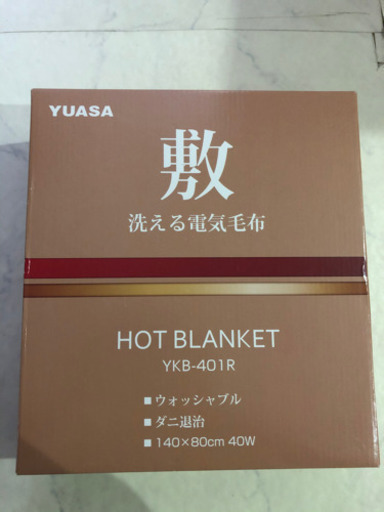 YUASA
敷
洗える電気毛布
HOT BLANKET
YKB-401R
■ ウォッシャブル
■ ダニ退治
■ 140×80cm 40W